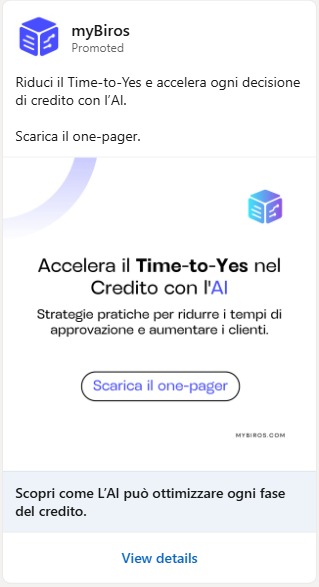 myBiros
Promoted
Riduci il Time-to-Yes e accelera ogni decisione
di credito con l’AI.
Scarica il one-pager.
Accelera il Time-to-Yes nel
Credito con l'AI
Strategie pratiche per ridurre i tempi di
approvazione e aumentare i clienti.
Scarica il one-pager
MYBIROS.COM
Scopri come L’AI può ottimizzare ogni fase
del credito.
View details